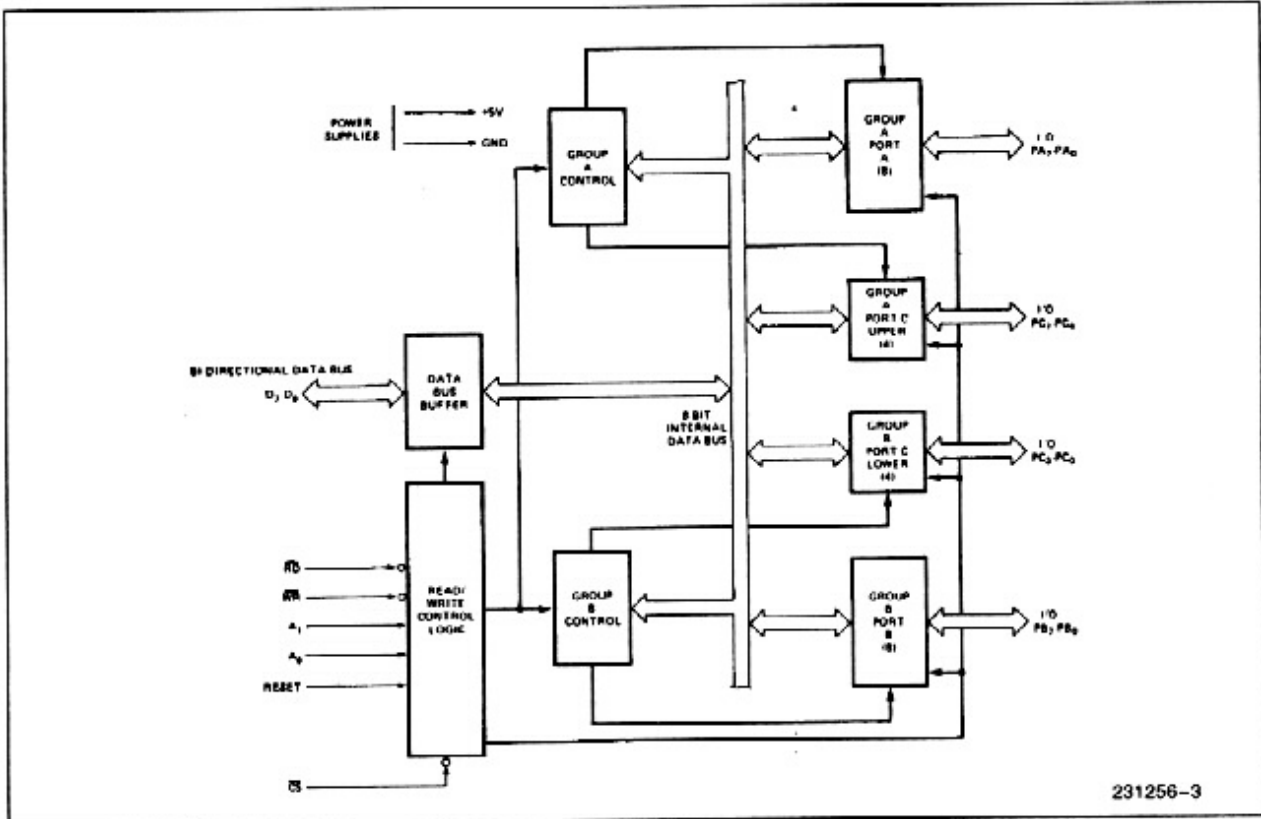 POWER
SUPPLIES
+5V
GND
GROUP
A
CONTROL
GROUP
A
PORT
A
(8)
I/O
PA7-PA0
GROUP
A
PORT C
UPPER
(4)
I/O
PC7-PC4
BI-DIRECTIONAL DATA BUS
D7 D0
DATA
BUS
BUFFER
8 BIT
INTERNAL
DATA BUS
GROUP
B
PORT C
LOWER
(4)
I/O
PC3-PC0
RD
WR
A1
A0
RESET
CS
READ/
WRITE
CONTROL
LOGIC
GROUP
B
CONTROL
GROUP
B
PORT
B
(8)
I/O
PB7-PB0
231256-3